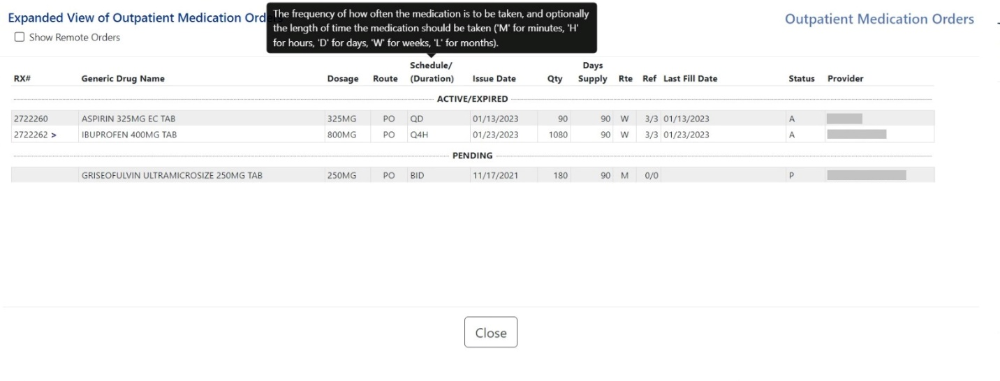 Expanded View of Outpatient Medication Orders
Show Remote Orders
The frequency of how often the medication is to be taken, and optionally
the length of time the medication should be taken ('M' for minutes, 'H'
for hours, 'D' for days, 'W' for weeks, 'L' for months).
Outpatient Medication Orders
RX# Generic Drug Name Dosage Route Schedule/ (Duration) Issue Date Qty Days Supply Rte Ref Last Fill Date Status Provider
ACTIVE/EXPIRED
2722260 ASPIRIN 325MG EC TAB 325MG PO QD 01/13/2023 90 90 W 3/3 01/13/2023 A
2722262 > IBUPROFEN 400MG TAB 800MG PO Q4H 01/23/2023 1080 90 W 3/3 01/23/2023 A
PENDING
GRISEOFULVIN ULTRAMICROSIZE 250MG TAB 250MG PO BID 11/17/2021 180 90 M 0/0 P
Close